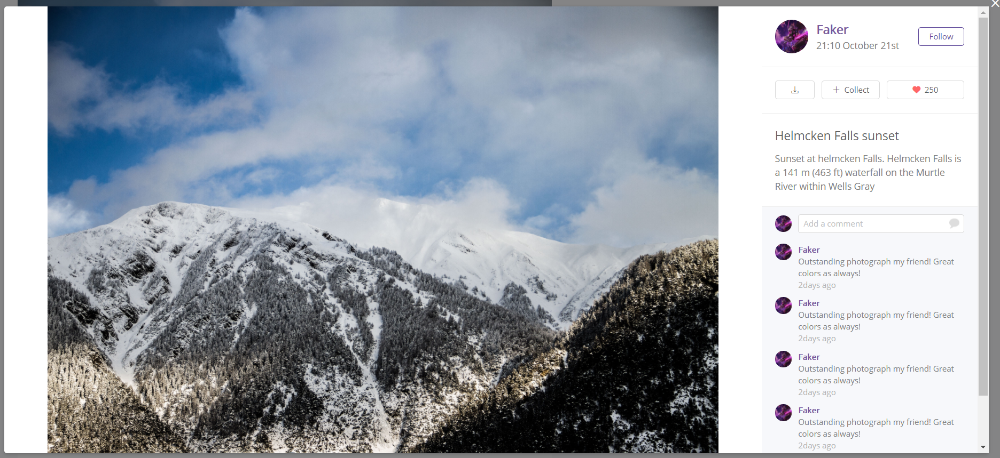 Faker
21:10 October 21st
Follow
Collect
250
Helmcken Falls sunset
Sunset at helmcken Falls. Helmcken Falls is
a 141 m (463 ft) waterfall on the Murtle
River within Wells Gray
Add a comment
Faker
Outstanding photograph my friend! Great
colors as always!
2days ago
Faker
Outstanding photograph my friend! Great
colors as always!
2days ago
Faker
Outstanding photograph my friend! Great
colors as always!
2days ago
Faker
Outstanding photograph my friend! Great
colors as always!
2days ago